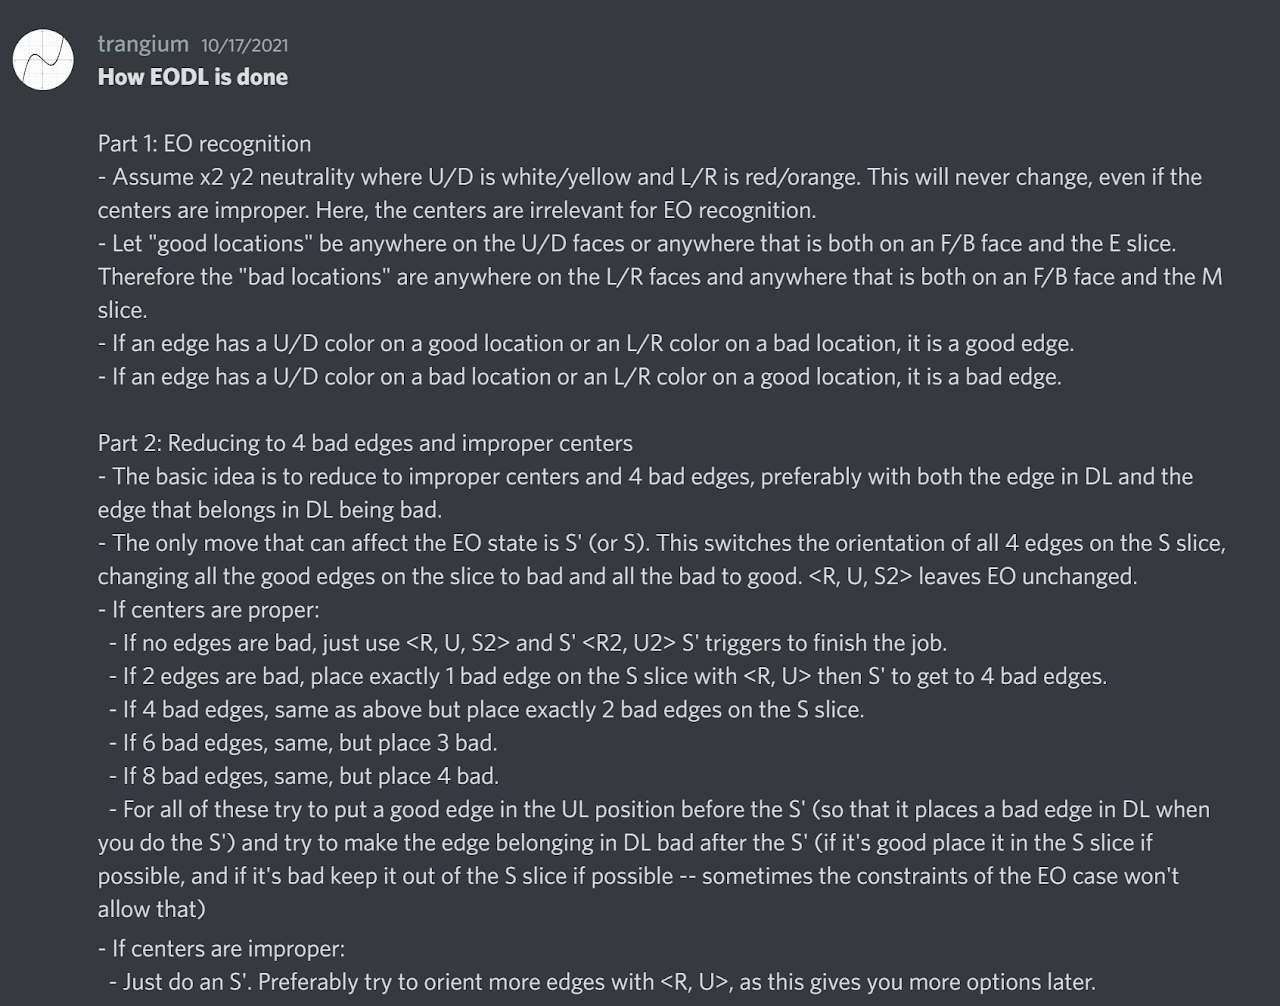 trangium 10/17/2021
How EODL is done
Part 1: EO recognition
- Assume x2 y2 neutrality where U/D is white/yellow and L/R is red/orange. This will never change, even if the
centers are improper. Here, the centers are irrelevant for EO recognition.
- Let "good locations" be anywhere on the U/D faces or anywhere that is both on an F/B face and the E slice.
Therefore the "bad locations" are anywhere on the L/R faces and anywhere that is both on an F/B face and the M
slice.
- If an edge has a U/D color on a good location or an L/R color on a bad location, it is a good edge.
- If an edge has a U/D color on a bad location or an L/R color on a good location, it is a bad edge.
Part 2: Reducing to 4 bad edges and improper centers
- The basic idea is to reduce to improper centers and 4 bad edges, preferably with both the edge in DL and the
edge that belongs in DL being bad.
- The only move that can affect the EO state is S' (or S). This switches the orientation of all 4 edges on the S slice,
changing all the good edges on the slice to bad and all the bad to good. <R, U, S2> leaves EO unchanged.
- If centers are proper:
- If no edges are bad, just use <R, U, S2> and S' <R2, U2> S' triggers to finish the job.
- If 2 edges are bad, place exactly 1 bad edge on the S slice with <R, U> then S' to get to 4 bad edges.
- If 4 bad edges, same as above but place exactly 2 bad edges on the S slice.
- If 6 bad edges, same, but place 3 bad.
- If 8 bad edges, same, but place 4 bad.
- For all of these try to put a good edge in the UL position before the S' (so that it places a bad edge in DL when
you do the S') and try to make the edge belonging in DL bad after the S' (if it's good place it in the S slice if
possible, and if it's bad keep it out of the S slice if possible -- sometimes the constraints of the EO case won't
allow that)
- If centers are improper:
- Just do an S'. Preferably try to orient more edges with <R, U>, as this gives you more options later.